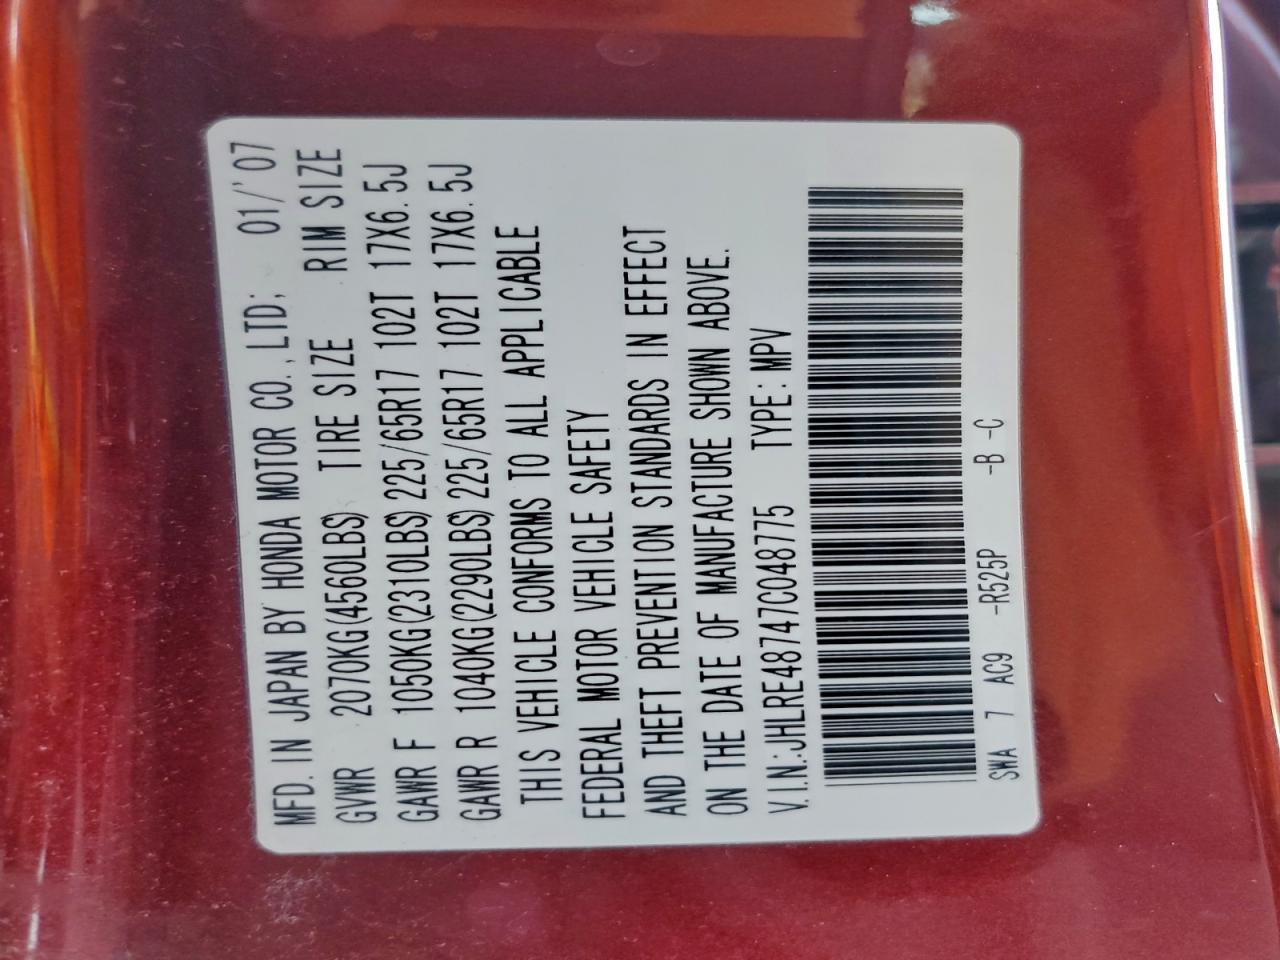 MFD. IN JAPAN BY HONDA MOTOR CO., LTD; 01/'07
GVWR 2070KG(4560LBS) TIRE SIZE RIM SIZE
GAWR F 1050KG(2310LBS) 225/65R17 102T 17X6.5J
GAWR R 1040KG(2290LBS) 225/65R17 102T 17X6.5J
THIS VEHICLE CONFORMS TO ALL APPLICABLE
FEDERAL MOTOR VEHICLE SAFETY
AND THEFT PREVENTION STANDARDS IN EFFECT
ON THE DATE OF MANUFACTURE SHOWN ABOVE.
V.I.N.:JHLRE48747C048775 TYPE:MPV
SWA 7 AC9 -R525P -B -C